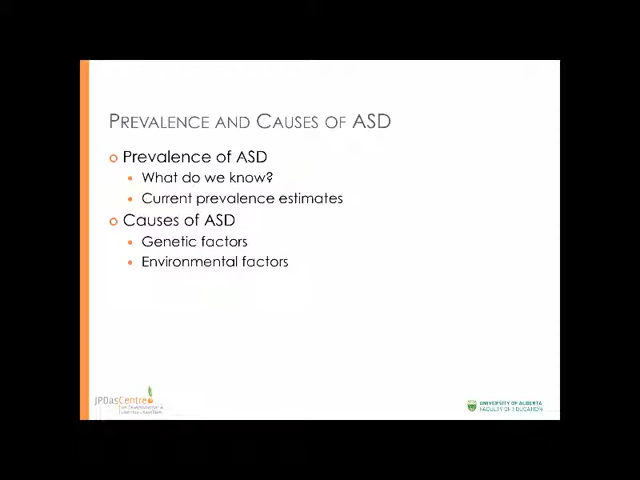 PREVALENCE AND CAUSES OF ASD
Prevalence of ASD
What do we know?
Current prevalence estimates
Causes of ASD
Genetic factors
Environmental factors
JPDasCentre
UNIVERSITY OF ALBERTA
FACULTY OF EDUCATION